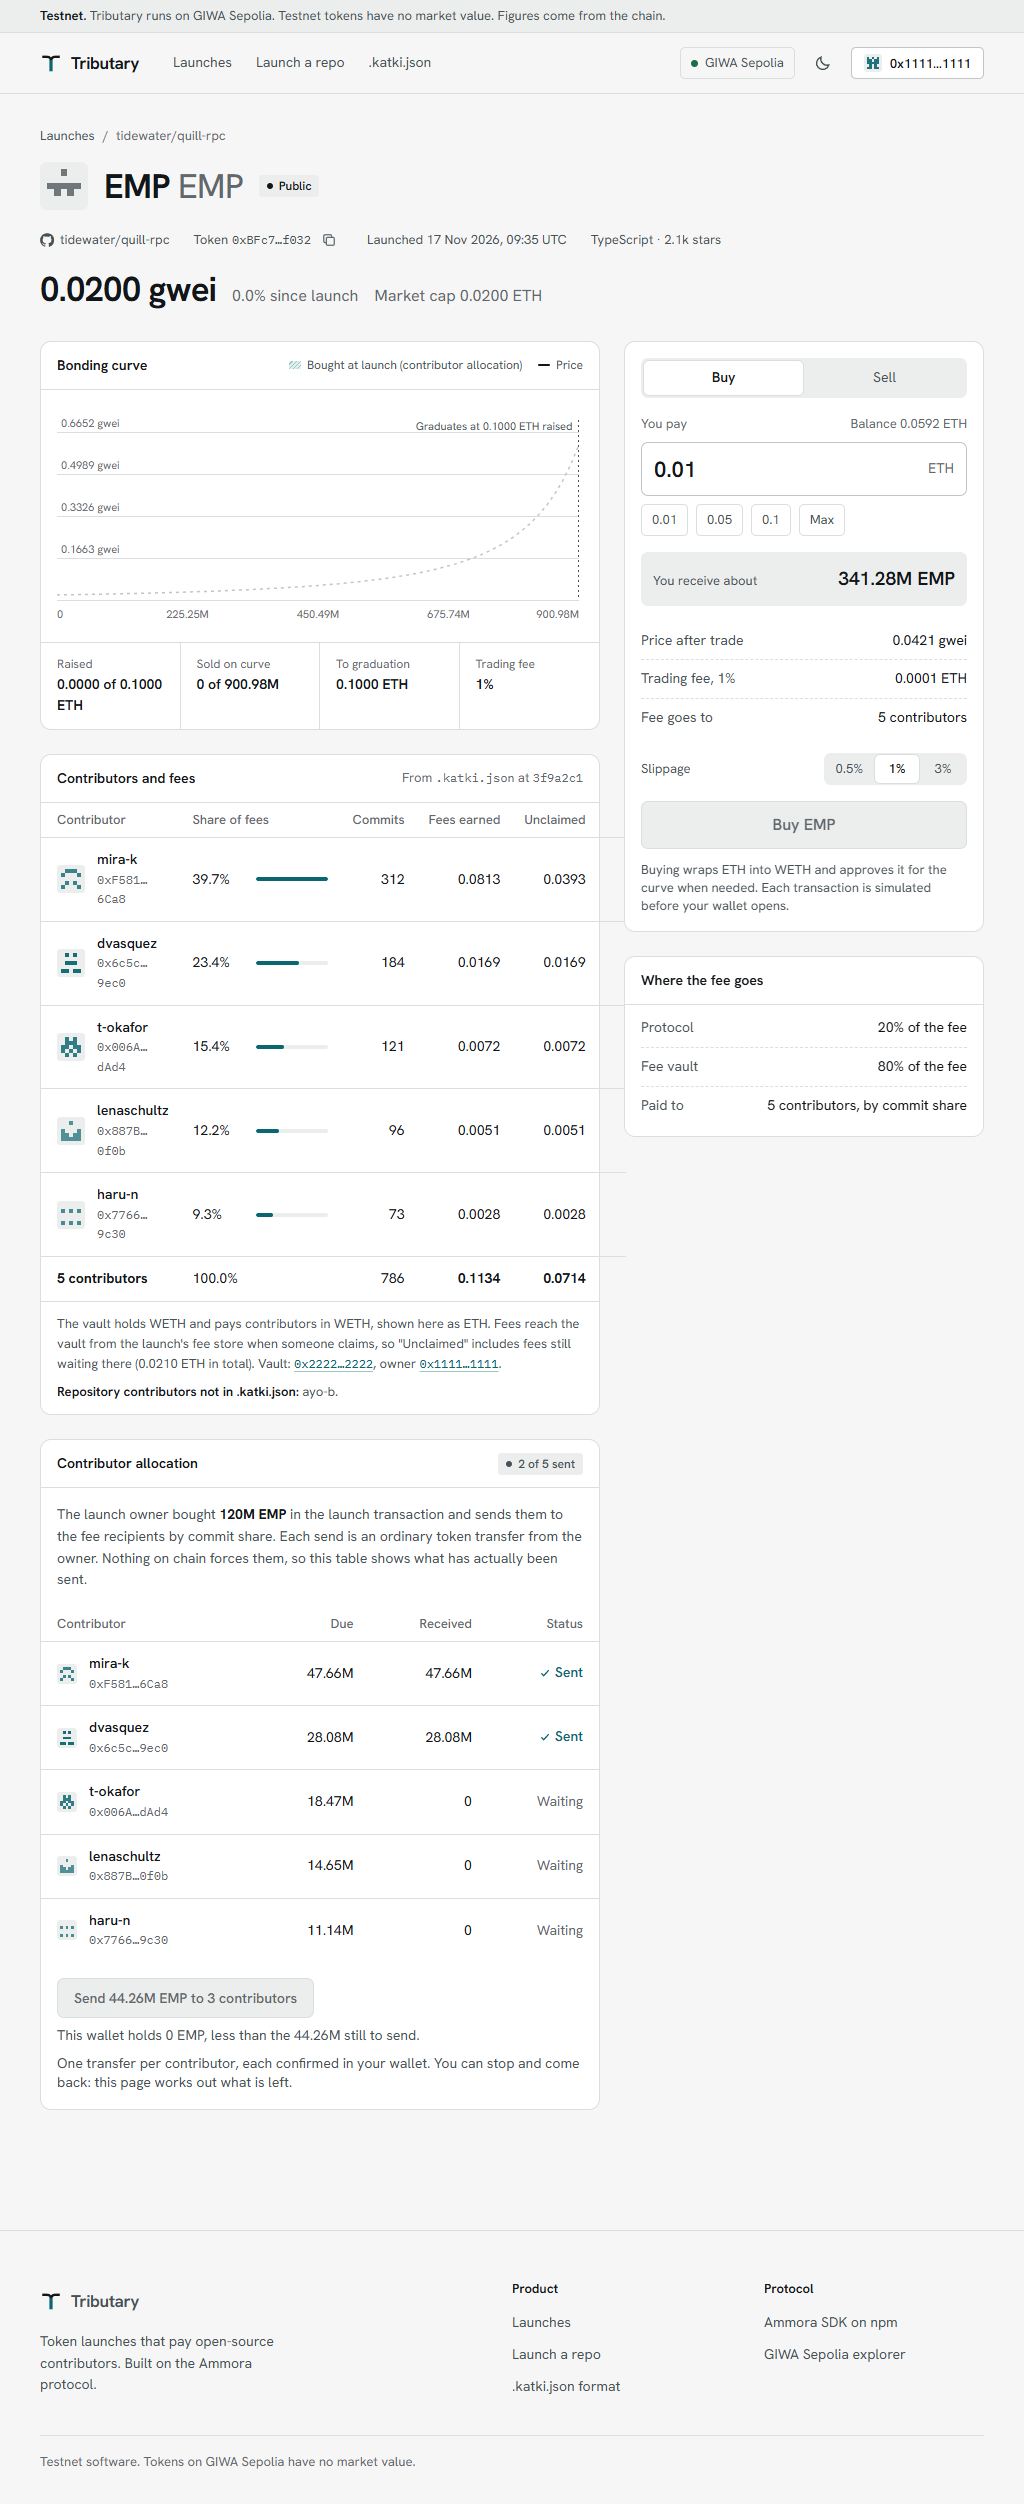 Testnet. Tributary runs on GIWA Sepolia. Testnet tokens have no market value. Figures come from the chain.
Tributary
Launches
Launch a repo
.katki.json
GIWA Sepolia
0x1111…1111
Launches / tidewater/quill-rpc
EMP EMP
Public
tidewater/quill-rpc
Token 0xBFc7…f032
Launched 17 Nov 2026, 09:35 UTC
TypeScript · 2.1k stars
0.0200 gwei
0.0% since launch
Market cap 0.0200 ETH
Bonding curve
Bought at launch (contributor allocation)
Price
0.6652 gwei
Graduates at 0.1000 ETH raised
0.4989 gwei
0.3326 gwei
0.1663 gwei
0
225.25M
450.49M
675.74M
900.98M
Raised
0.0000 of 0.1000
ETH
Sold on curve
0 of 900.98M
To graduation
0.1000 ETH
Trading fee
1%
Buy
Sell
You pay
Balance 0.0592 ETH
0.01
ETH
0.01
0.05
0.1
Max
You receive about
341.28M EMP
Price after trade
0.0421 gwei
Trading fee, 1%
0.0001 ETH
Fee goes to
5 contributors
Slippage
0.5%
1%
3%
Buy EMP
Buying wraps ETH into WETH and approves it for the
curve when needed. Each transaction is simulated
before your wallet opens.
Where the fee goes
Protocol
20% of the fee
Fee vault
80% of the fee
Paid to
5 contributors, by commit share
Contributors and fees
From .katki.json at 3f9a2c1
Contributor
Share of fees
Commits
Fees earned
Unclaimed
mira-k
0xF581…
6Ca8
39.7%
312
0.0813
0.0393
dvasquez
0x6c5c…
9ec0
23.4%
184
0.0169
0.0169
t-okafor
0x006A…
dAd4
15.4%
121
0.0072
0.0072
lenaschultz
0x887B…
0f0b
12.2%
96
0.0051
0.0051
haru-n
0x7766…
9c30
9.3%
73
0.0028
0.0028
5 contributors
100.0%
786
0.1134
0.0714
The vault holds WETH and pays contributors in WETH, shown here as ETH. Fees reach the
vault from the launch's fee store when someone claims, so "Unclaimed" includes fees still
waiting there (0.0210 ETH in total). Vault: 0x2222…2222, owner 0x1111…1111.
Repository contributors not in .katki.json: ayo-b.
Contributor allocation
2 of 5 sent
The launch owner bought 120M EMP in the launch transaction and sends them to
the fee recipients by commit share. Each send is an ordinary token transfer from the
owner. Nothing on chain forces them, so this table shows what has actually been
sent.
Contributor
Due
Received
Status
mira-k
0xF581…6Ca8
47.66M
47.66M
Sent
dvasquez
0x6c5c…9ec0
28.08M
28.08M
Sent
t-okafor
0x006A…dAd4
18.47M
0
Waiting
lenaschultz
0x887B…0f0b
14.65M
0
Waiting
haru-n
0x7766…9c30
11.14M
0
Waiting
Send 44.26M EMP to 3 contributors
This wallet holds 0 EMP, less than the 44.26M still to send.
One transfer per contributor, each confirmed in your wallet. You can stop and come
back: this page works out what is left.
Tributary
Token launches that pay open-source
contributors. Built on the Ammora
protocol.
Product
Launches
Launch a repo
.katki.json format
Protocol
Ammora SDK on npm
GIWA Sepolia explorer
Testnet software. Tokens on GIWA Sepolia have no market value.